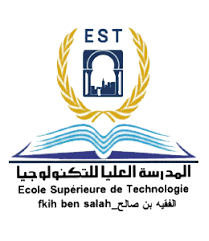 EST
المدرسة العليا للتكنولوجيا
Ecole Supérieure de Technologie
fkih ben salah_الفقيه بن صالح